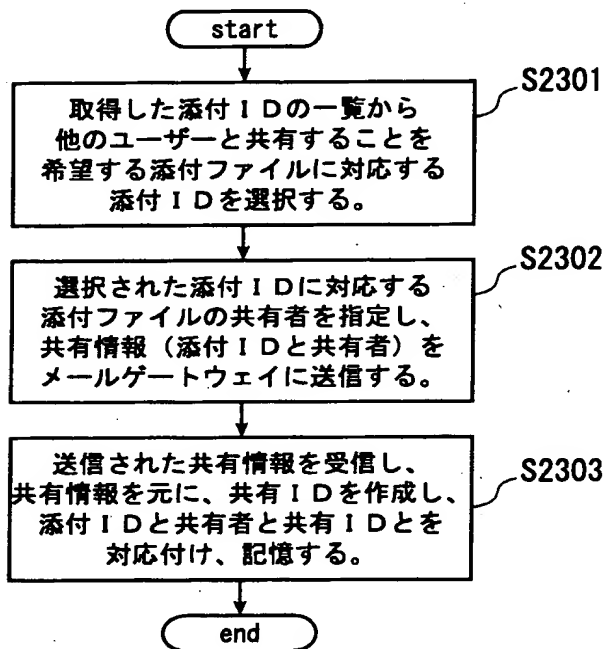 start
S2301
取得した添付IDの一覧から
他のユーザーと共有することを
希望する添付ファイルに対応する
添付IDを選択する。
S2302
選択された添付IDに対応する
添付ファイルの共有者を指定し、
共有情報（添付IDと共有者）を
メールゲートウェイに送信する。
S2303
送信された共有情報を受信し、
共有情報を元に、共有IDを作成し、
添付IDと共有者と共有IDとを
対応付け、記憶する。
end